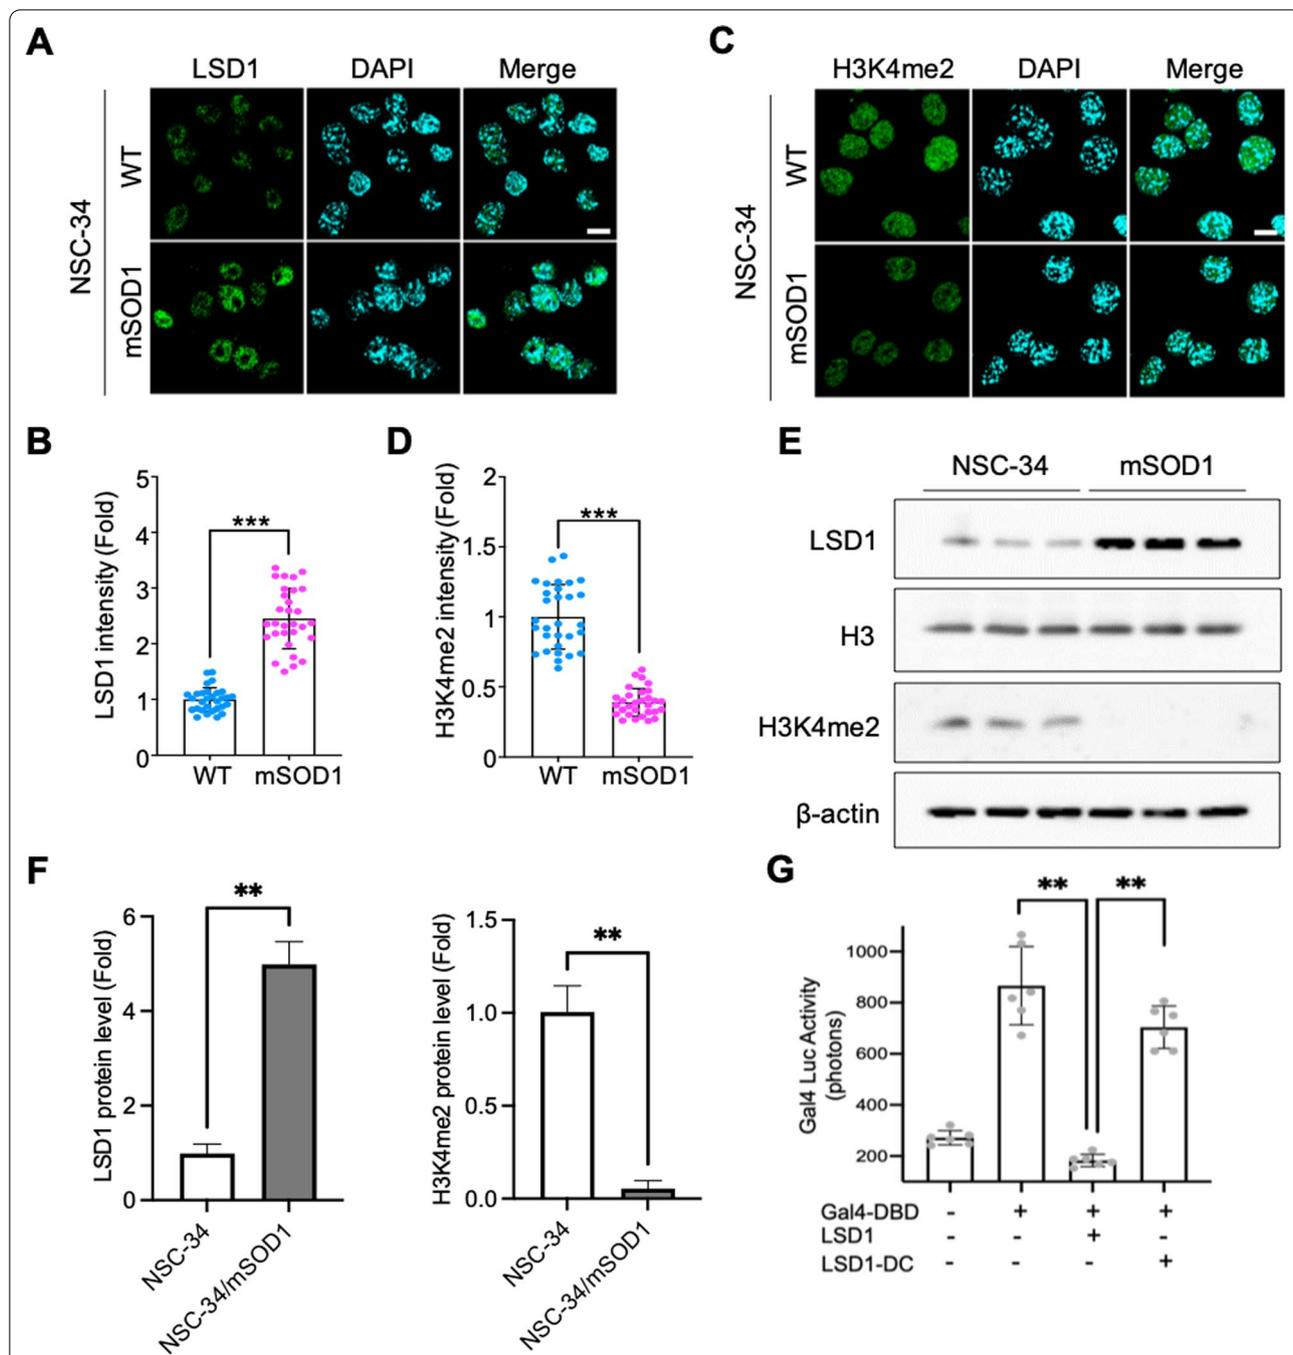 A
LSD1 DAPI Merge
NSC-34
WT
mSOD1
C
H3K4me2 DAPI Merge
NSC-34
WT
mSOD1
B
LSD1 intensity (Fold)
5
4
3
2
1
0
***
WT mSOD1
D
H3K4me2 intensity (Fold)
2
1.5
1
0.5
0
***
WT mSOD1
E
NSC-34 mSOD1
LSD1
H3
H3K4me2
β-actin
F
LSD1 protein level (Fold)
6
4
2
0
**
NSC-34
NSC-34/mSOD1
H3K4me2 protein level (Fold)
1.5
1.0
0.5
0.0
**
NSC-34
NSC-34/mSOD1
G
Gal4 Luc Activity
(photons)
1000
800
600
400
200
** **
Gal4-DBD - + + +
LSD1 - - + -
LSD1-DC - - - +